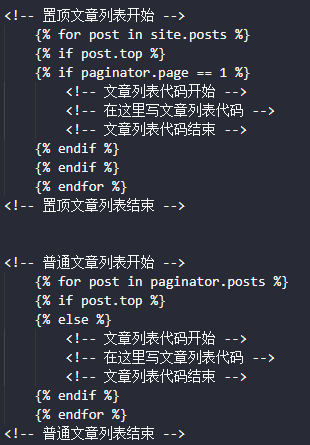 <!-- 置顶文章列表开始 -->
{% for post in site.posts %}
{% if post.top %}
{% if paginator.page == 1 %}
<!-- 文章列表代码开始 -->
<!-- 在这里写文章列表代码 -->
<!-- 文章列表代码结束 -->
{% endif %}
{% endif %}
{% endfor %}
<!-- 置顶文章列表结束 -->
<!-- 普通文章列表开始 -->
{% for post in paginator.posts %}
{% if post.top %}
{% else %}
<!-- 文章列表代码开始 -->
<!-- 在这里写文章列表代码 -->
<!-- 文章列表代码结束 -->
{% endif %}
{% endfor %}
<!-- 普通文章列表结束 -->